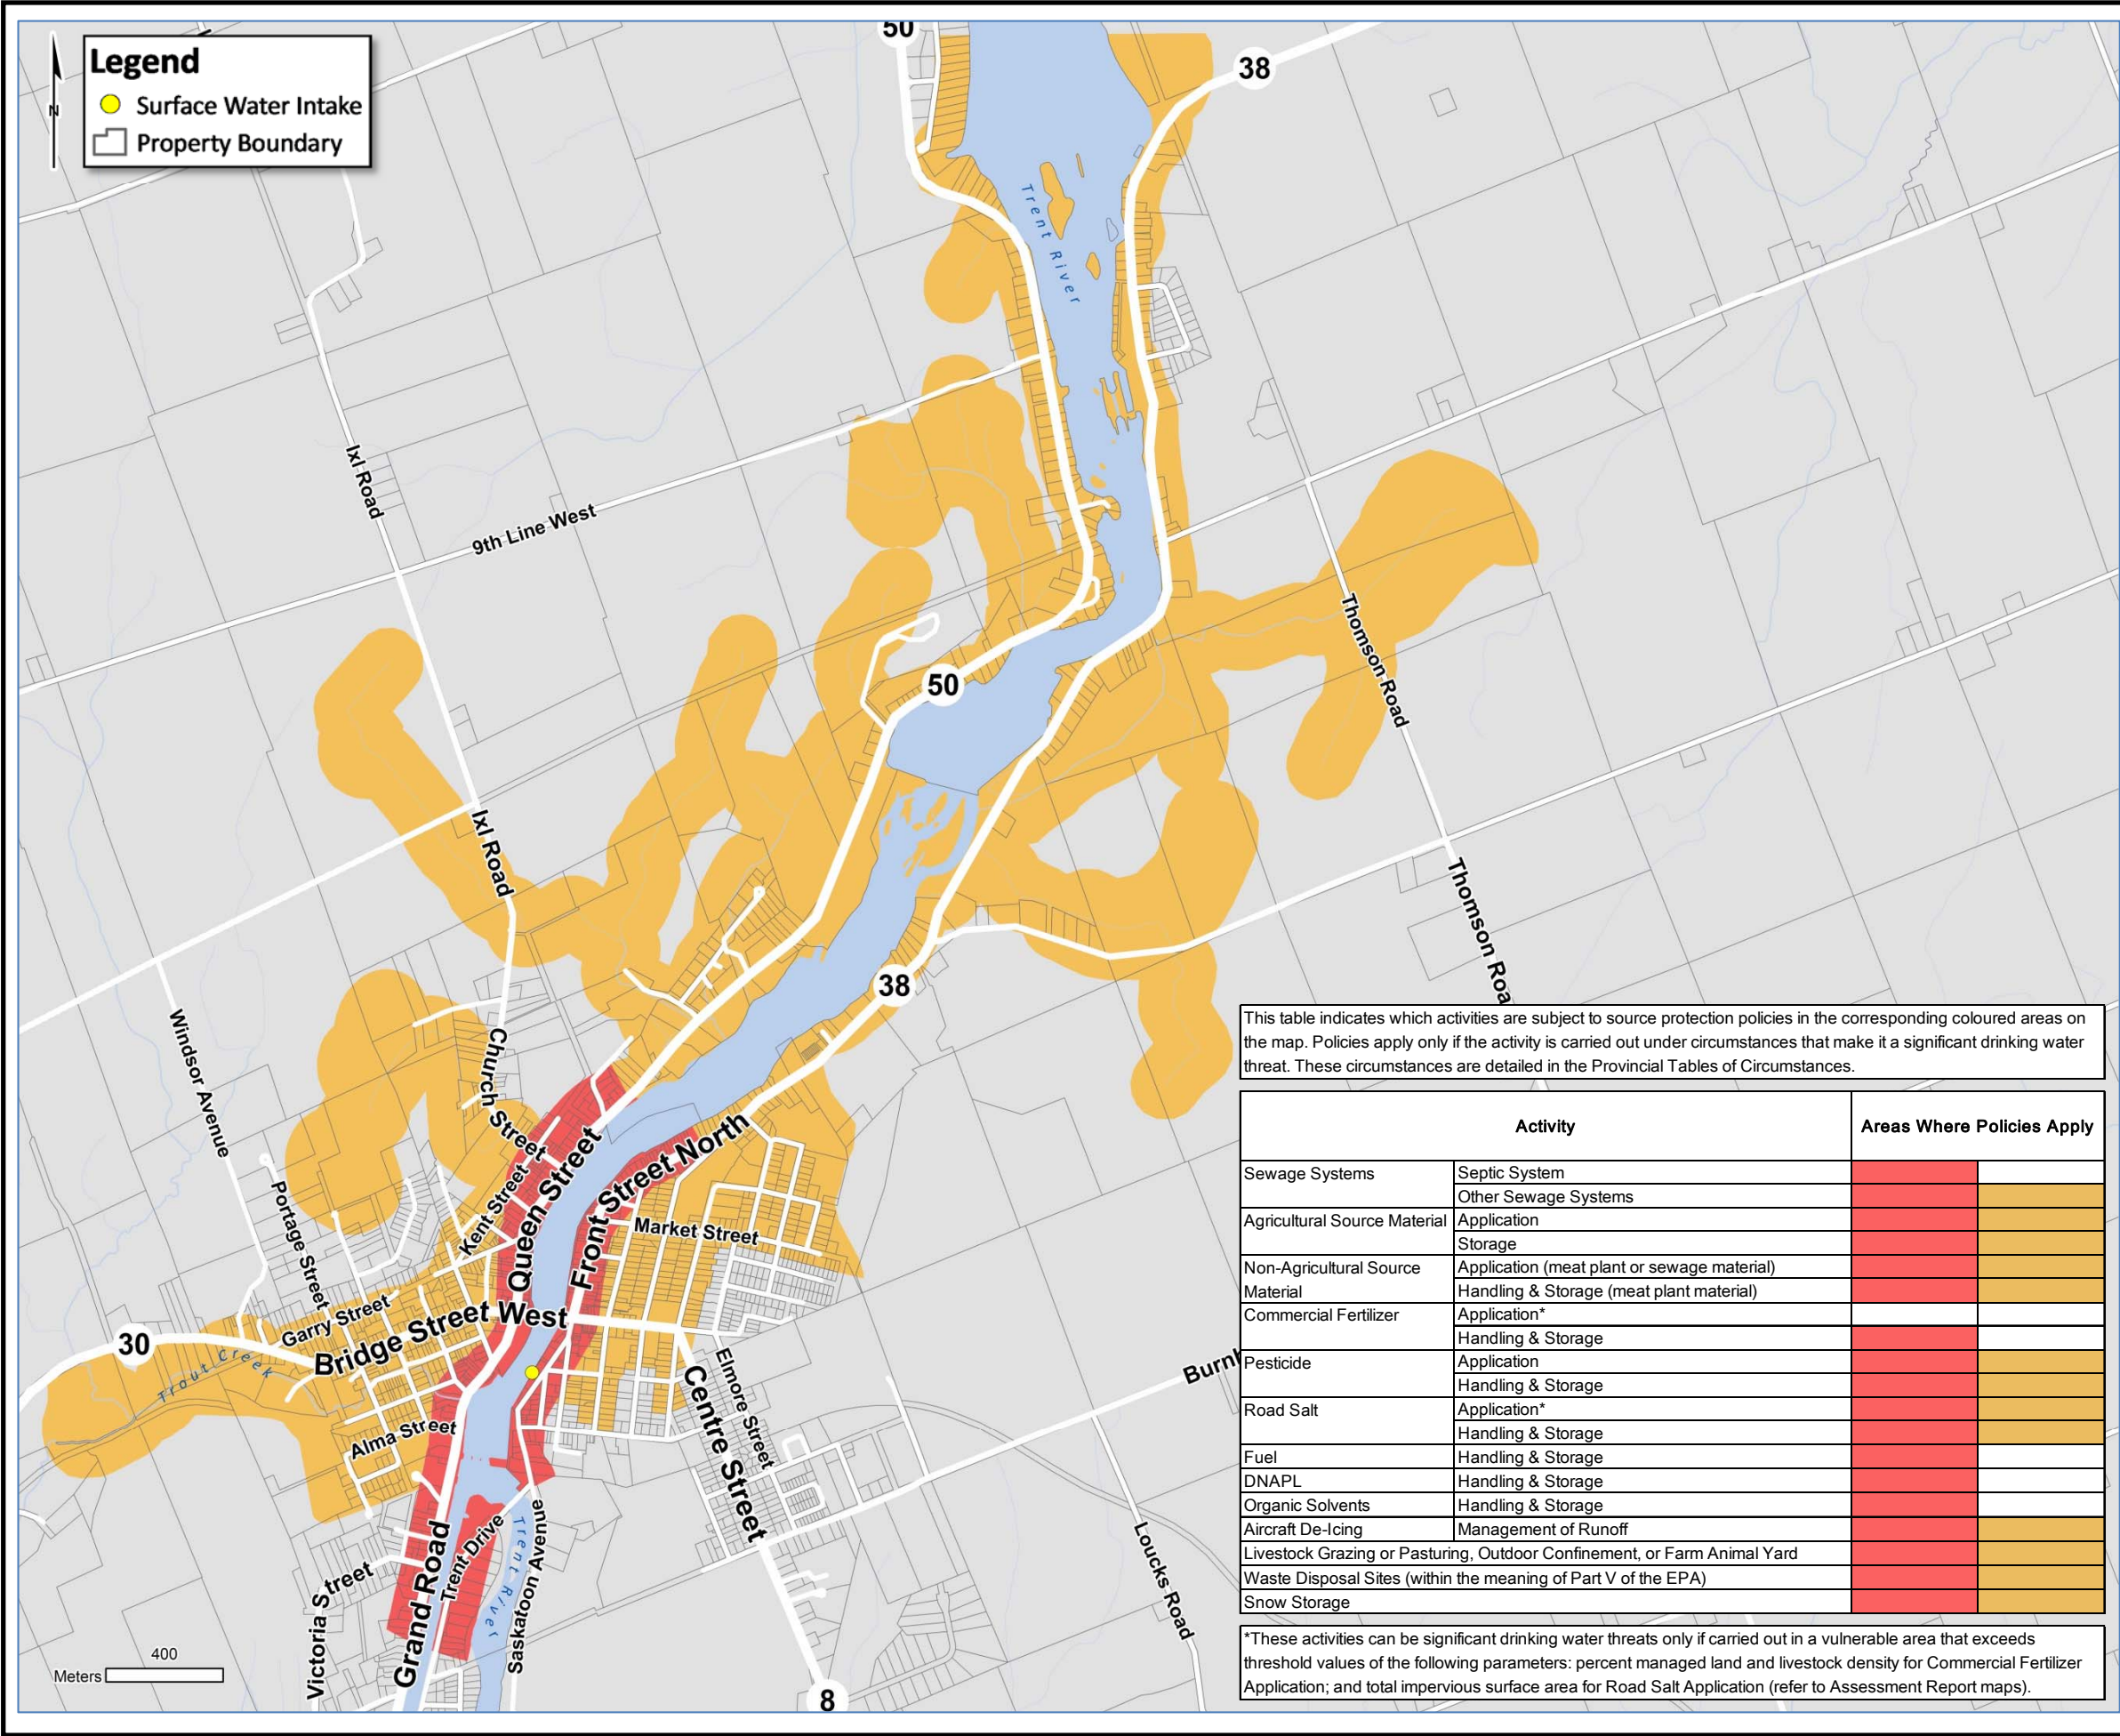 50
38
Legend
N
Surface Water Intake
Property Boundary
Trent River
Ixl Road
9th Line West
Thomson Road
50
Ixl Road
Thomson Roa
38
Windsor Avenue
Church Street
This table indicates which activities are subject to source protection policies in the corresponding coloured areas on
the map. Policies apply only if the activity is carried out under circumstances that make it a significant drinking water
threat. These circumstances are detailed in the Provincial Tables of Circumstances.
Activity Areas Where Policies Apply
Sewage Systems Septic System
Other Sewage Systems
Agricultural Source Material Application
Storage
Non-Agricultural Source Application (meat plant or sewage material)
Material Handling & Storage (meat plant material)
Commercial Fertilizer Application*
Handling & Storage
Pesticide Application
Handling & Storage
Road Salt Application*
Handling & Storage
Fuel Handling & Storage
DNAPL Handling & Storage
Organic Solvents Handling & Storage
Aircraft De-Icing Management of Runoff
Livestock Grazing or Pasturing, Outdoor Confinement, or Farm Animal Yard
Waste Disposal Sites (within the meaning of Part V of the EPA)
Snow Storage
*These activities can be significant drinking water threats only if carried out in a vulnerable area that exceeds
threshold values of the following parameters: percent managed land and livestock density for Commercial Fertilizer
Application; and total impervious surface area for Road Salt Application (refer to Assessment Report maps).
Kent Street
Queen Street
Front Street North
Market Street
Portage Street
Garry Street
Bridge Street West
30
Trout Creek
Elmore Street
Centre Street
Burnh
Alma Street
Grand Road
Trent Drive
Trent River
Saskatoon Avenue
Victoria Street
Loucks Road
400
Meters
8